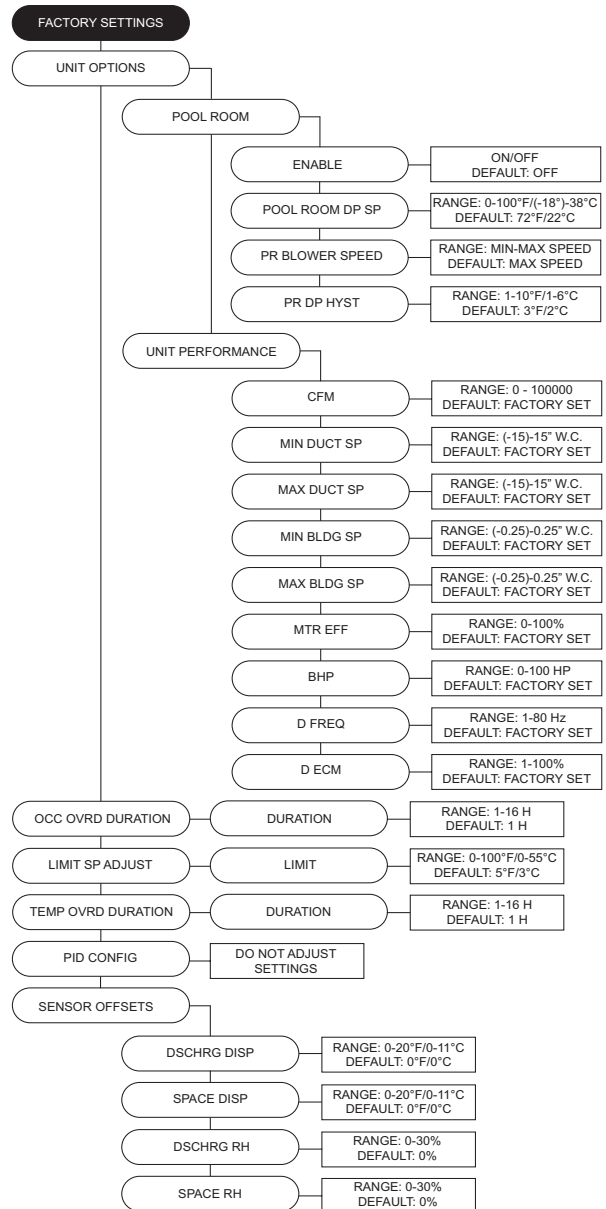 FACTORY SETTINGS
UNIT OPTIONS
POOL ROOM
ENABLE
ON/OFF
DEFAULT: OFF
POOL ROOM DP SP
RANGE: 0-100°F/(-18°)-38°C
DEFAULT: 72°F/22°C
PR BLOWER SPEED
RANGE: MIN-MAX SPEED
DEFAULT: MAX SPEED
PR DP HYST
RANGE: 1-10°F/1-6°C
DEFAULT: 3°F/2°C
UNIT PERFORMANCE
CFM
RANGE: 0 - 100000
DEFAULT: FACTORY SET
MIN DUCT SP
RANGE: (-15)-15” W.C.
DEFAULT: FACTORY SET
MAX DUCT SP
RANGE: (-15)-15” W.C.
DEFAULT: FACTORY SET
MIN BLDG SP
RANGE: (-0.25)-0.25” W.C.
DEFAULT: FACTORY SET
MAX BLDG SP
RANGE: (-0.25)-0.25” W.C.
DEFAULT: FACTORY SET
MTR EFF
RANGE: 0-100%
DEFAULT: FACTORY SET
BHP
RANGE: 0-100 HP
DEFAULT: FACTORY SET
D FREQ
RANGE: 1-80 Hz
DEFAULT: FACTORY SET
D ECM
RANGE: 1-100%
DEFAULT: FACTORY SET
OCC OVRD DURATION
DURATION
RANGE: 1-16 H
DEFAULT: 1 H
LIMIT SP ADJUST
LIMIT
RANGE: 0-100°F/0-55°C
DEFAULT: 5°F/3°C
TEMP OVRD DURATION
DURATION
RANGE: 1-16 H
DEFAULT: 1 H
PID CONFIG
DO NOT ADJUST
SETTINGS
SENSOR OFFSETS
DSCHRG DISP
RANGE: 0-20°F/0-11°C
DEFAULT: 0°F/0°C
SPACE DISP
RANGE: 0-20°F/0-11°C
DEFAULT: 0°F/0°C
DSCHRG RH
RANGE: 0-30%
DEFAULT: 0%
SPACE RH
RANGE: 0-30%
DEFAULT: 0%